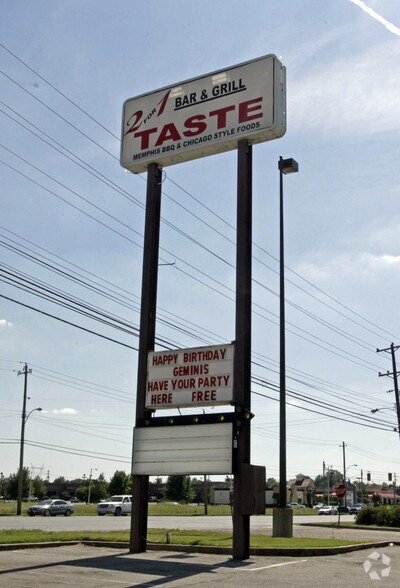 2 FOR 1 BAR & GRILL
TASTE
MEMPHIS BBQ & CHICAGO STYLE FOODS
HAPPY BIRTHDAY
GEMINIS
HAVE YOUR PARTY
HERE FREE